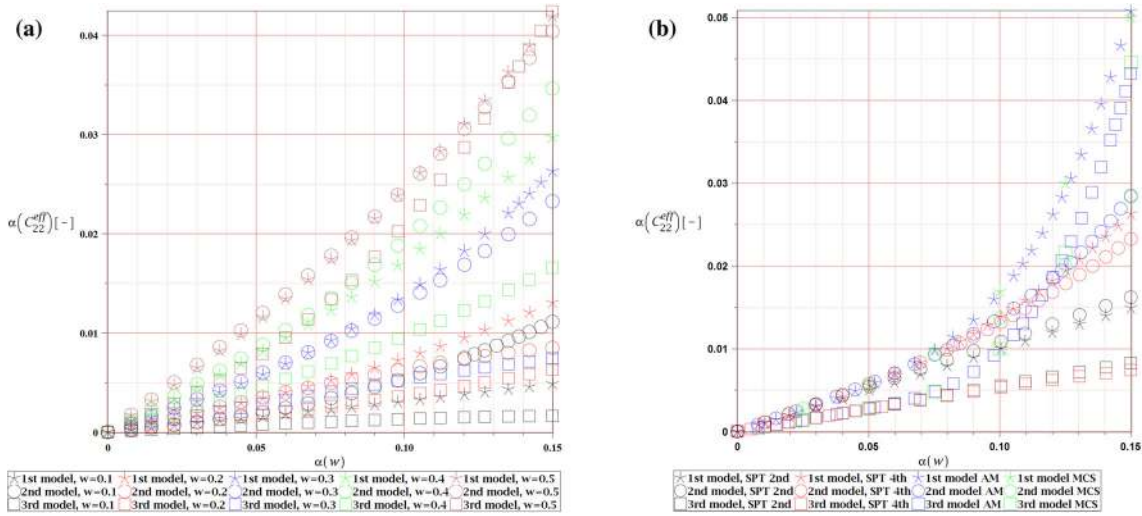 (a)
0.04
0.03
α(C₂₂ᵉᶠᶠ)[-]
0.02
0.01
0
0 0.05 0.10 0.15
α(w)
1st model, w=0.1 1st model, w=0.2 1st model, w=0.3 1st model, w=0.4 1st model, w=0.5
2nd model, w=0.1 2nd model, w=0.2 2nd model, w=0.3 2nd model, w=0.4 2nd model, w=0.5
3rd model, w=0.1 3rd model, w=0.2 3rd model, w=0.3 3rd model, w=0.4 3rd model, w=0.5
(b)
0.05
0.04
0.03
α(C₂₂ᵉᶠᶠ)[-]
0.02
0.01
0
0 0.05 0.10 0.15
α(w)
1st model, SPT 2nd 1st model, SPT 4th 1st model AM 1st model MCS
2nd model, SPT 2nd 2nd model, SPT 4th 2nd model AM 2nd model MCS
3rd model, SPT 2nd 3rd model, SPT 4th 3rd model AM 3rd model MCS